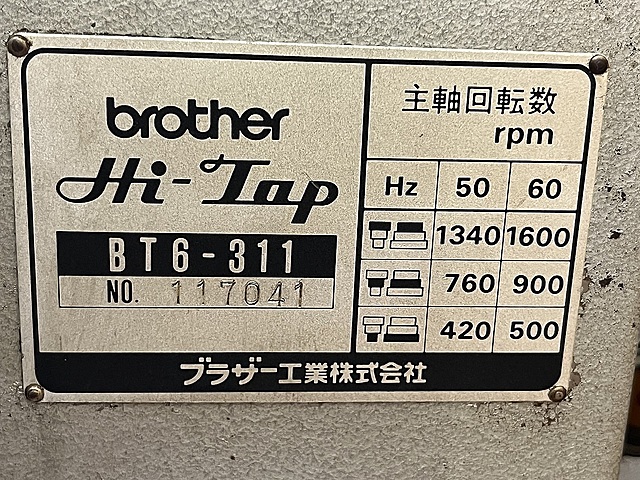 brother
Hi-Tap
BT6-311
NO. 117041
主軸回転数
rpm
Hz 50 60
1340 1600
760 900
420 500
ブラザー工業株式会社